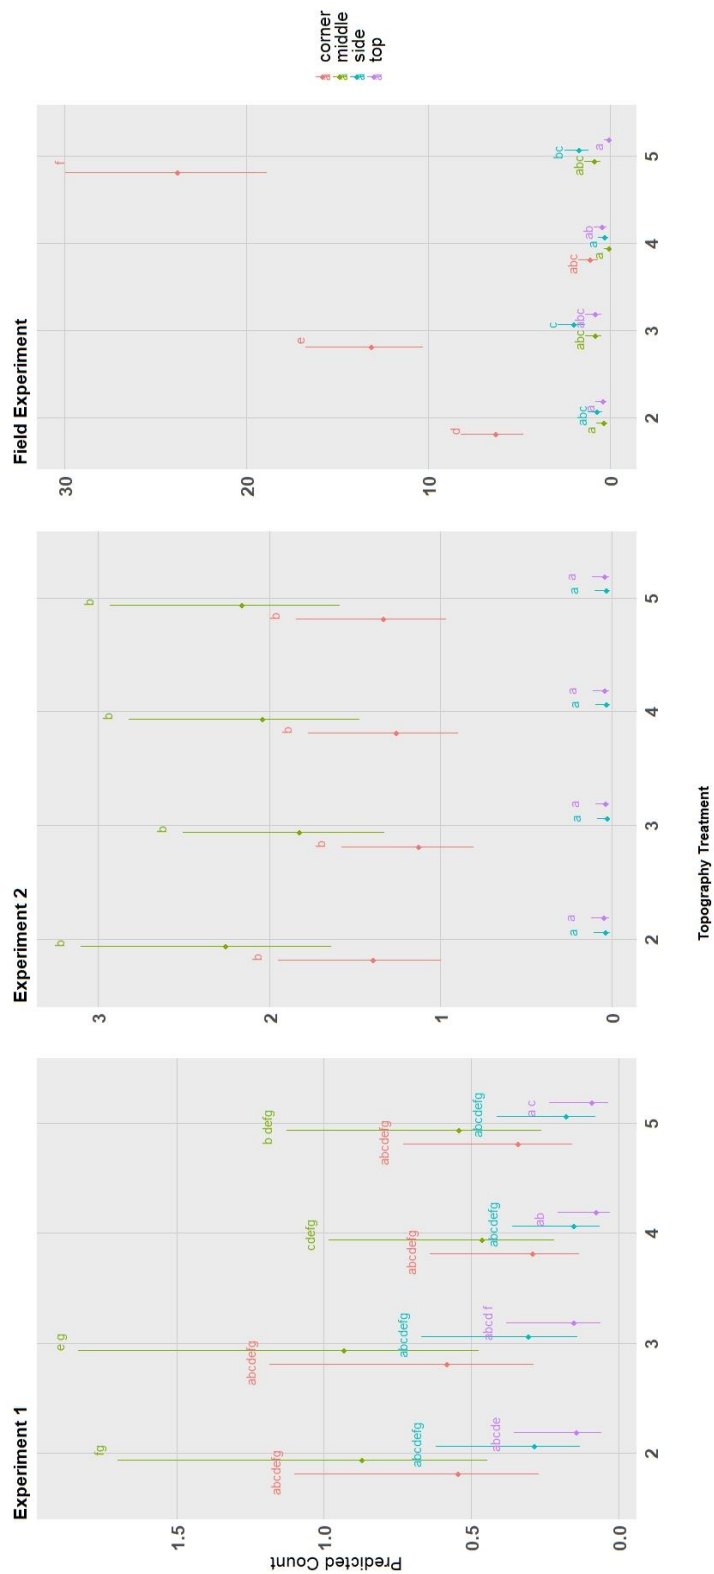 Experiment 1
Predicted Count
1.5
1.0
0.5
0.0
fg
abcdefg
abcdefg
abcde
e g
abcdefg
abcdefg
abcd f
cdefg
abcdefg
abcdefg
ab
b defg
abcdefg
abcdefg
a c
2
3
4
5
Experiment 2
3
2
1
0
b
b
a
a
b
b
a
a
b
b
a
a
b
b
a
a
2
3
4
5
Topography Treatment
Field Experiment
30
20
10
0
d
a
abc
a
e
abc
c
abc
abc
a
a
ab
f
abc
bc
a
2
3
4
5
a corner
a middle
a side
a top